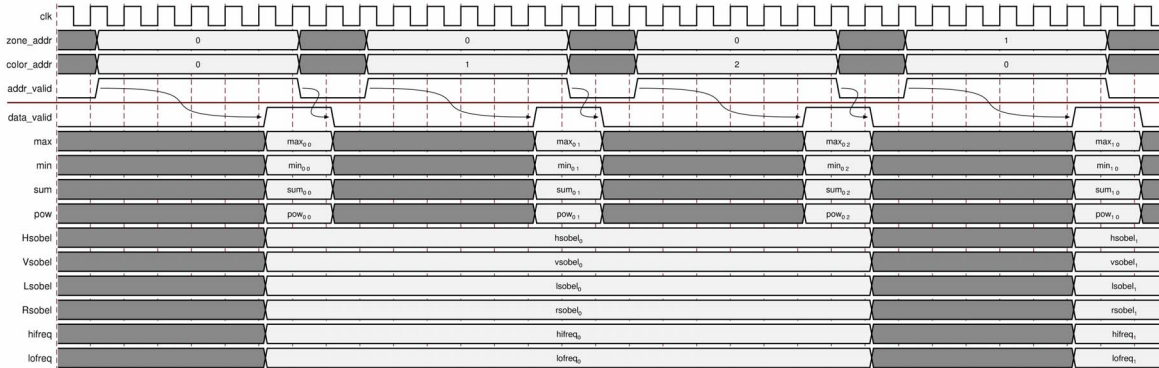 clk
zone_addr 0 0 0 1
color_addr 0 1 2 0
addr_valid
data_valid
max max₀ ₀ max₀ ₁ max₀ ₂ max₁ ₀
min min₀ ₀ min₀ ₁ min₀ ₂ min₁ ₀
sum sum₀ ₀ sum₀ ₁ sum₀ ₂ sum₁ ₀
pow pow₀ ₀ pow₀ ₁ pow₀ ₂ pow₁ ₀
Hsobel hsobel₀ hsobel₁
Vsobel vsobel₀ vsobel₁
Lsobel lsobel₀ lsobel₁
Rsobel rsobel₀ rsobel₁
hifreq hifreq₀ hifreq₁
lofreq lofreq₀ lofreq₁